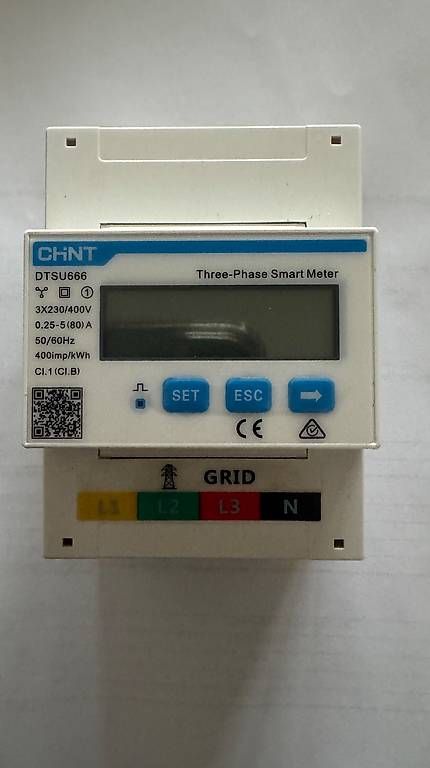 CHNT
DTSU666
Three-Phase Smart Meter
1
3X230/400V
0.25-5(80)A
50/60Hz
400imp/kWh
Cl.1(Cl.B)
SET
ESC
CE
GRID
L1
L2
L3
N